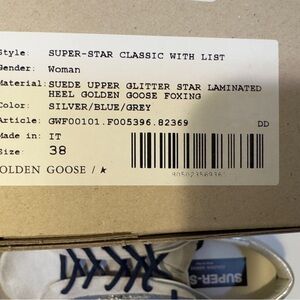 Style: SUPER-STAR CLASSIC WITH LIST
Gender: Woman
Material: SUEDE UPPER GLITTER STAR LAMINATED
HEEL GOLDEN GOOSE FOXING
Color: SILVER/BLUE/GREY
Article: GWF00101.F005396.82369 DD
Made in: IT
Size: 38
OLDEN GOOSE /
SUPER-S